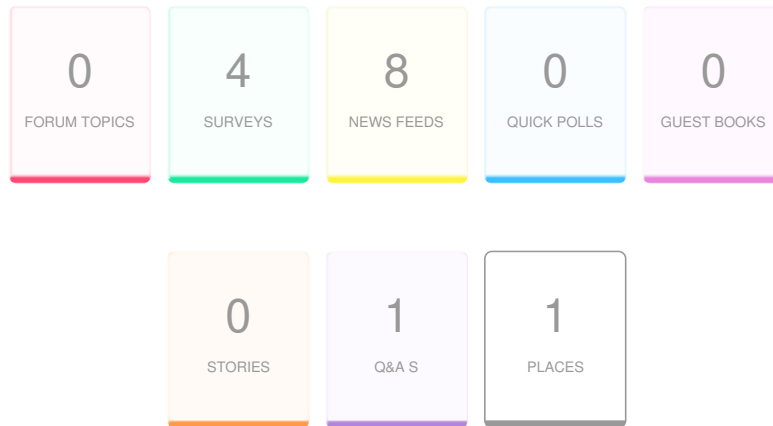 0
FORUM TOPICS
4
SURVEYS
8
NEWS FEEDS
0
QUICK POLLS
0
GUEST BOOKS
0
STORIES
1
Q&A S
1
PLACES